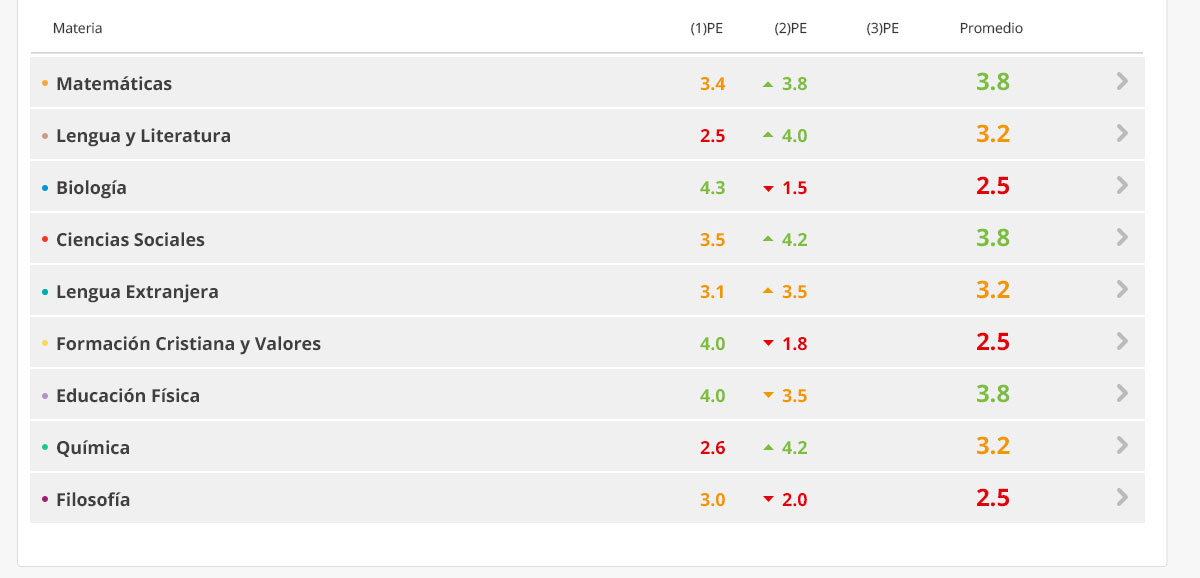 Materia (1)PE (2)PE (3)PE Promedio
Matemáticas 3.4 3.8 3.8
Lengua y Literatura 2.5 4.0 3.2
Biología 4.3 1.5 2.5
Ciencias Sociales 3.5 4.2 3.8
Lengua Extranjera 3.1 3.5 3.2
Formación Cristiana y Valores 4.0 1.8 2.5
Educación Física 4.0 3.5 3.8
Química 2.6 4.2 3.2
Filosofía 3.0 2.0 2.5